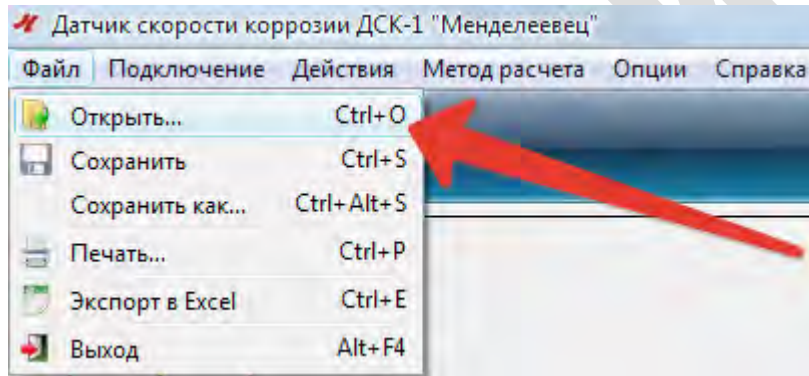 Датчик скорости коррозии ДСК-1 "Менделеевец"
Файл Подключение Действия Метод расчета Опции Справка
Открыть... Ctrl+O
Сохранить Ctrl+S
Сохранить как... Ctrl+Alt+S
Печать... Ctrl+P
Экспорт в Excel Ctrl+E
Выход Alt+F4